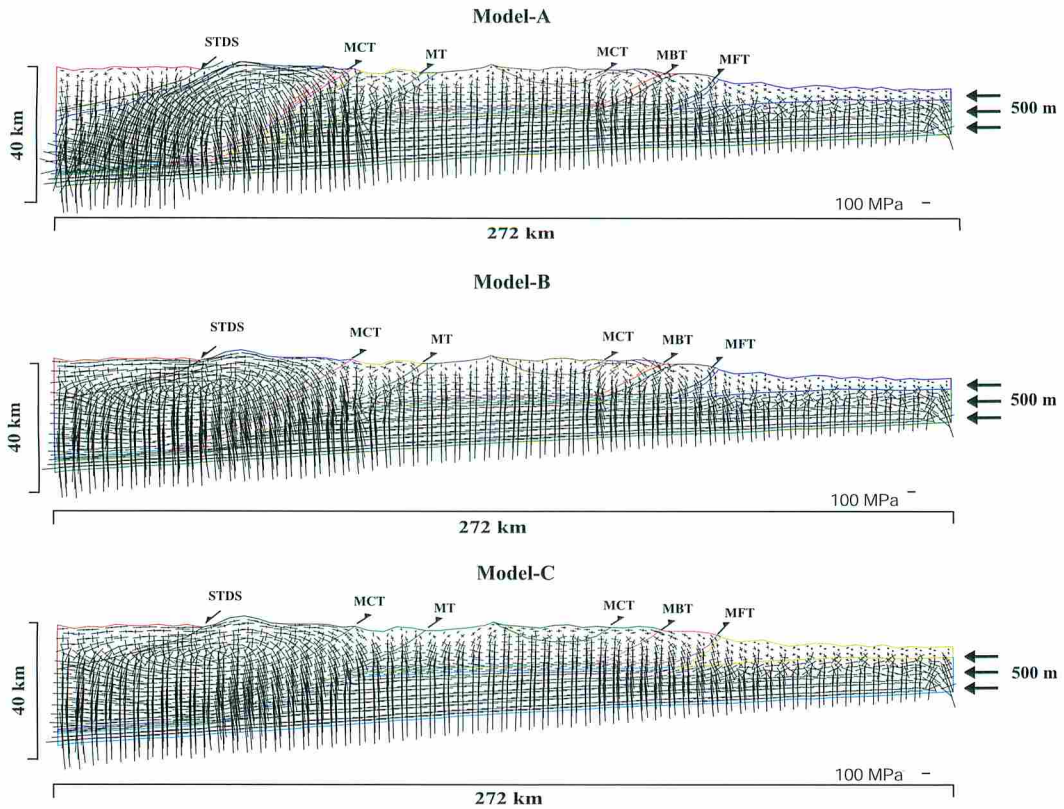 Model-A
STDS
MCT
MT
MCT
MBT
MFT
40 km
500 m
100 MPa
272 km
Model-B
STDS
MCT
MT
MCT
MBT
MFT
40 km
500 m
100 MPa
272 km
Model-C
STDS
MCT
MT
MCT
MBT
MFT
40 km
500 m
100 MPa
272 km